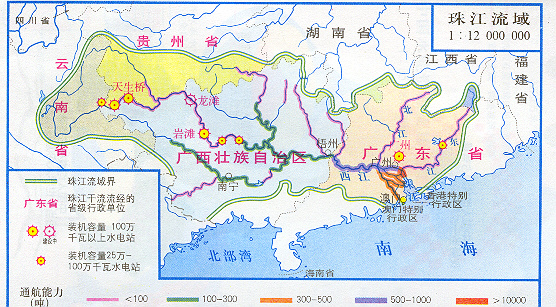 珠江流域
1∶12 000 000
四川省
贵州省
湖南省
江西省
福建省
云南省
天生桥
龙滩
岩滩
广西壮族自治区
梧州
南宁
广东省
广州
西江
北江
东江
香港特别
行政区
澳门
澳门特别
行政区
北部湾
南海
海南省
珠江流域界
广东省
珠江干流流经的
省级行政单位
建设中
装机容量 100万
千瓦以上水电站
装机容量25万-
100万千瓦水电站
通航能力
(吨)
<100
100-300
300-500
500-1000
>10000